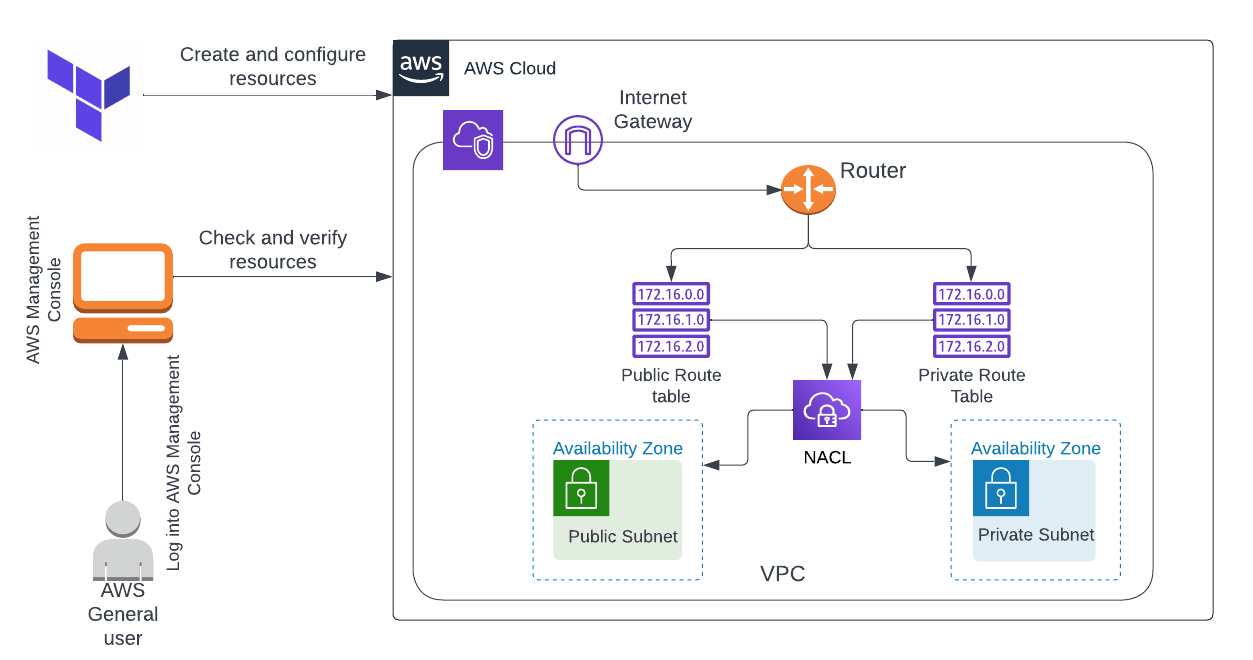 Create and configure
resources
aws
AWS Cloud
Internet
Gateway
Router
Check and verify
resources
AWS Management
Console
172.16.0.0
172.16.1.0
172.16.2.0
Public Route
table
172.16.0.0
172.16.1.0
172.16.2.0
Private Route
Table
NACL
Availability Zone
Public Subnet
Availability Zone
Private Subnet
VPC
Log into AWS Management
Console
AWS
General
user